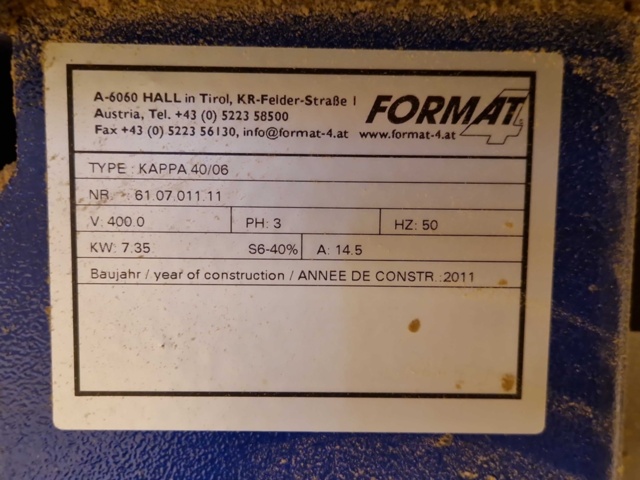 A-6060 HALL in Tirol, KR-Felder-Straße 1
Austria, Tel. +43 (0) 5223 58500
Fax +43 (0) 5223 56130, info@format-4.at www.format-4.at
FORMAT 4
TYPE : KAPPA 40/06
NR. : 61.07.011.11
V: 400.0 PH: 3 HZ: 50
KW: 7.35 S6-40% A: 14.5
Baujahr / year of construction / ANNEE DE CONSTR.:2011